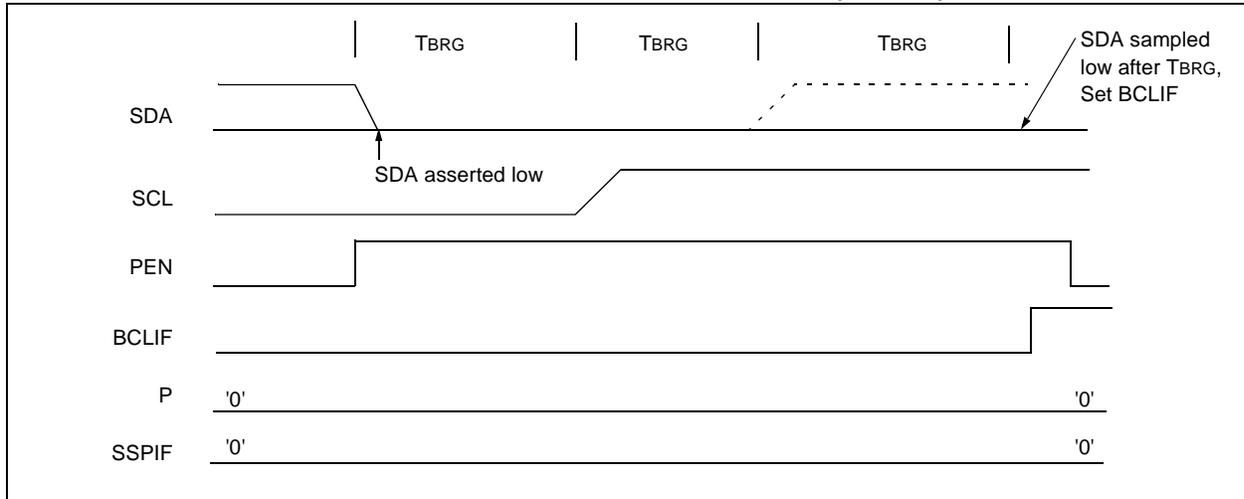 TBRG TBRG TBRG
SDA sampled
low after TBRG,
Set BCLIF
SDA
SDA asserted low
SCL
PEN
BCLIF
P '0' '0'
SSPIF '0' '0'